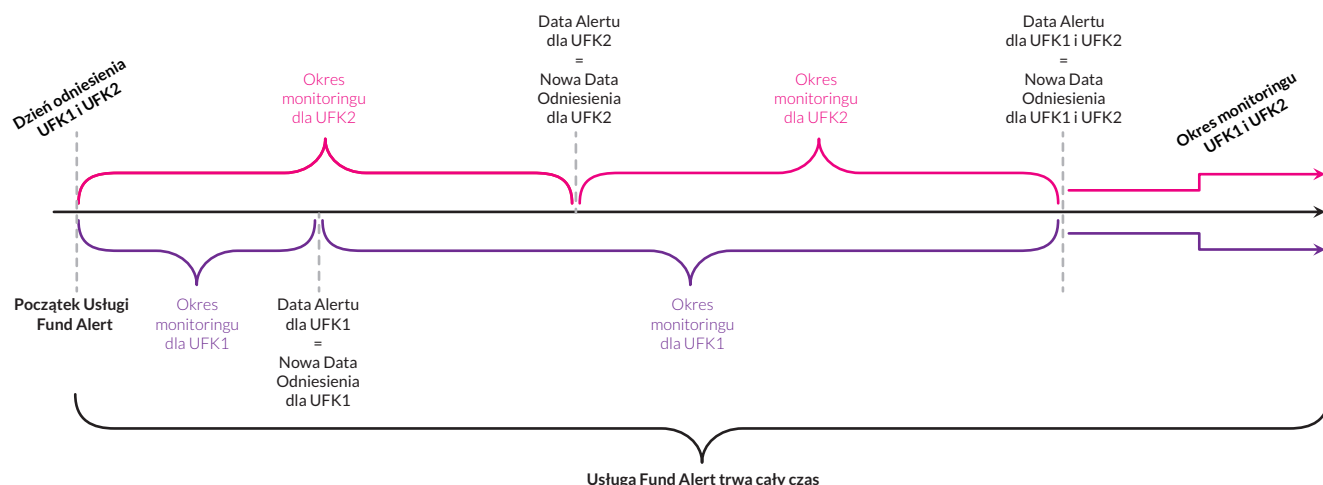 Dzień odniesienia
UFK1 i UFK2
Okres
monitoringu
dla UFK2
Data Alertu
dla UFK2
=
Nowa Data
Odniesienia
dla UFK2
Okres
monitoringu
dla UFK2
Data Alertu
dla UFK1 i UFK2
=
Nowa Data
Odniesienia
dla UFK1 i UFK2
Okres monitoringu
UFK1 i UFK2
Początek Usługi
Fund Alert
Okres
monitoringu
dla UFK1
Data Alertu
dla UFK1
=
Nowa Data
Odniesienia
dla UFK1
Okres
monitoringu
dla UFK1
Usługa Fund Alert trwa cały czas